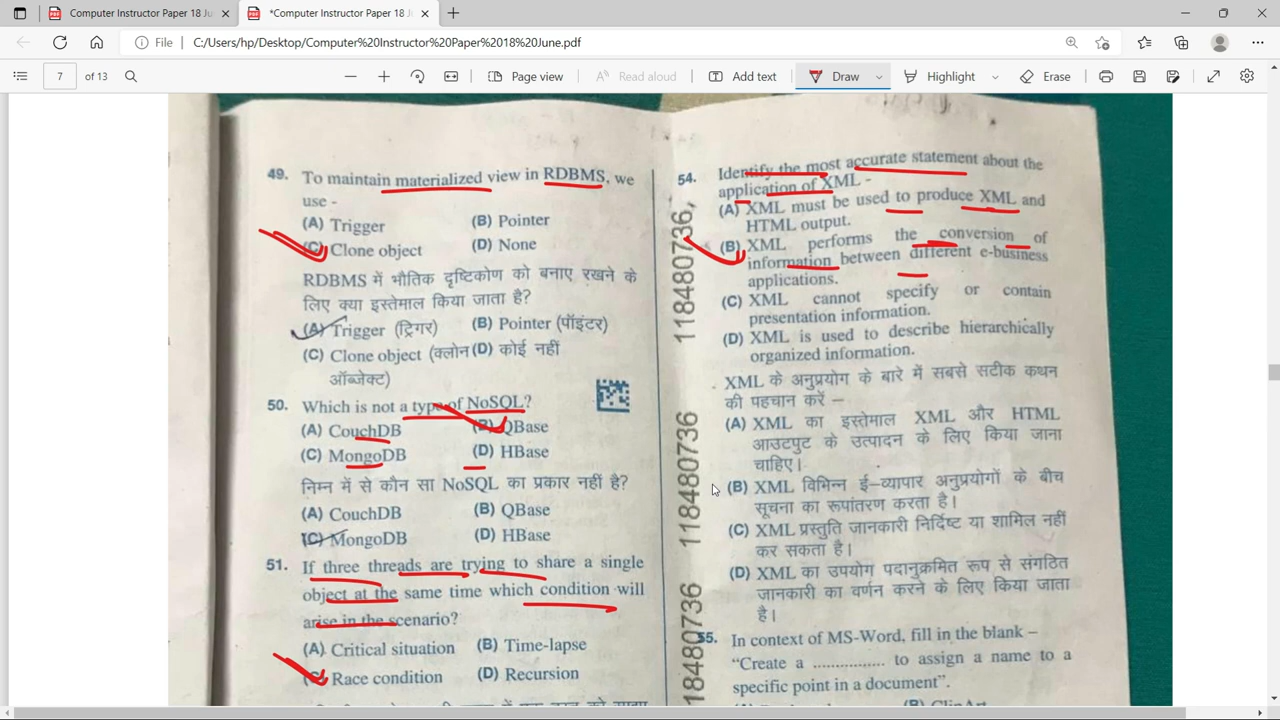 Computer Instructor Paper 18 Ju
*Computer Instructor Paper 18 J
File
C:/Users/hp/Desktop/Computer%20Instructor%20Paper%2018%20June.pdf
7 of 13
Page view
Read aloud
Add text
Draw
Highlight
Erase
49. To maintain materialized view in RDBMS, we
use -
(A) Trigger (B) Pointer
(C) Clone object (D) None
RDBMS में भौतिक दृष्टिकोण को बनाए रखने के
लिए क्या इस्तेमाल किया जाता है?
(A) Trigger (ट्रिगर) (B) Pointer (पॉइंटर)
(C) Clone object (क्लोन (D) कोई नहीं
ऑब्जेक्ट)
50. Which is not a type of NoSQL?
(A) CouchDB (B) QBase
(C) MongoDB (D) HBase
निम्न में से कौन सा NoSQL का प्रकार नहीं है?
(A) CouchDB (B) QBase
(C) MongoDB (D) HBase
51. If three threads are trying to share a single
object at the same time which condition will
arise in the scenario?
(A) Critical situation (B) Time-lapse
(C) Race condition (D) Recursion
118480736,
118480736
118480736
54. Identify the most accurate statement about the
application of XML -
(A) XML must be used to produce XML and
HTML output.
(B) XML performs the conversion of
information between different e-business
applications.
(C) XML cannot specify or contain
presentation information.
(D) XML is used to describe hierarchically
organized information.
XML के अनुप्रयोग के बारे में सबसे सटीक कथन
की पहचान करें –
(A) XML का इस्तेमाल XML और HTML
आउटपुट के उत्पादन के लिए किया जाना
चाहिए।
(B) XML विभिन्न ई–व्यापार अनुप्रयोगों के बीच
सूचना का रूपांतरण करता है।
(C) XML प्रस्तुति जानकारी निर्दिष्ट या शामिल नहीं
कर सकता है।
(D) XML का उपयोग पदानुक्रमित रूप से संगठित
जानकारी का वर्णन करने के लिए किया जाता
है।
55. In context of MS-Word, fill in the blank –
“Create a ................ to assign a name to a
specific point in a document”.